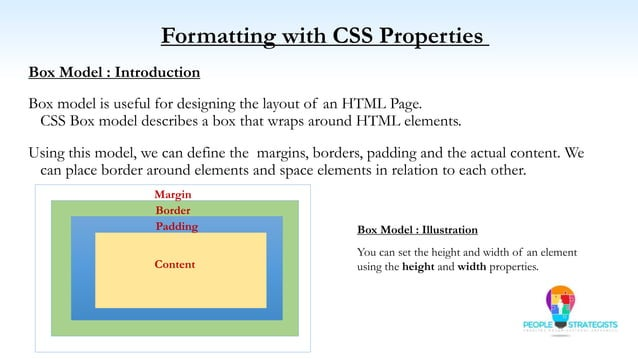 Formatting with CSS Properties
Box Model : Introduction
Box model is useful for designing the layout of an HTML Page.
CSS Box model describes a box that wraps around HTML elements.
Using this model, we can define the margins, borders, padding and the actual content. We
can place border around elements and space elements in relation to each other.
Margin
Border
Padding
Content
Box Model : Illustration
You can set the height and width of an element
using the height and width properties.
PEOPLE STRATEGISTS